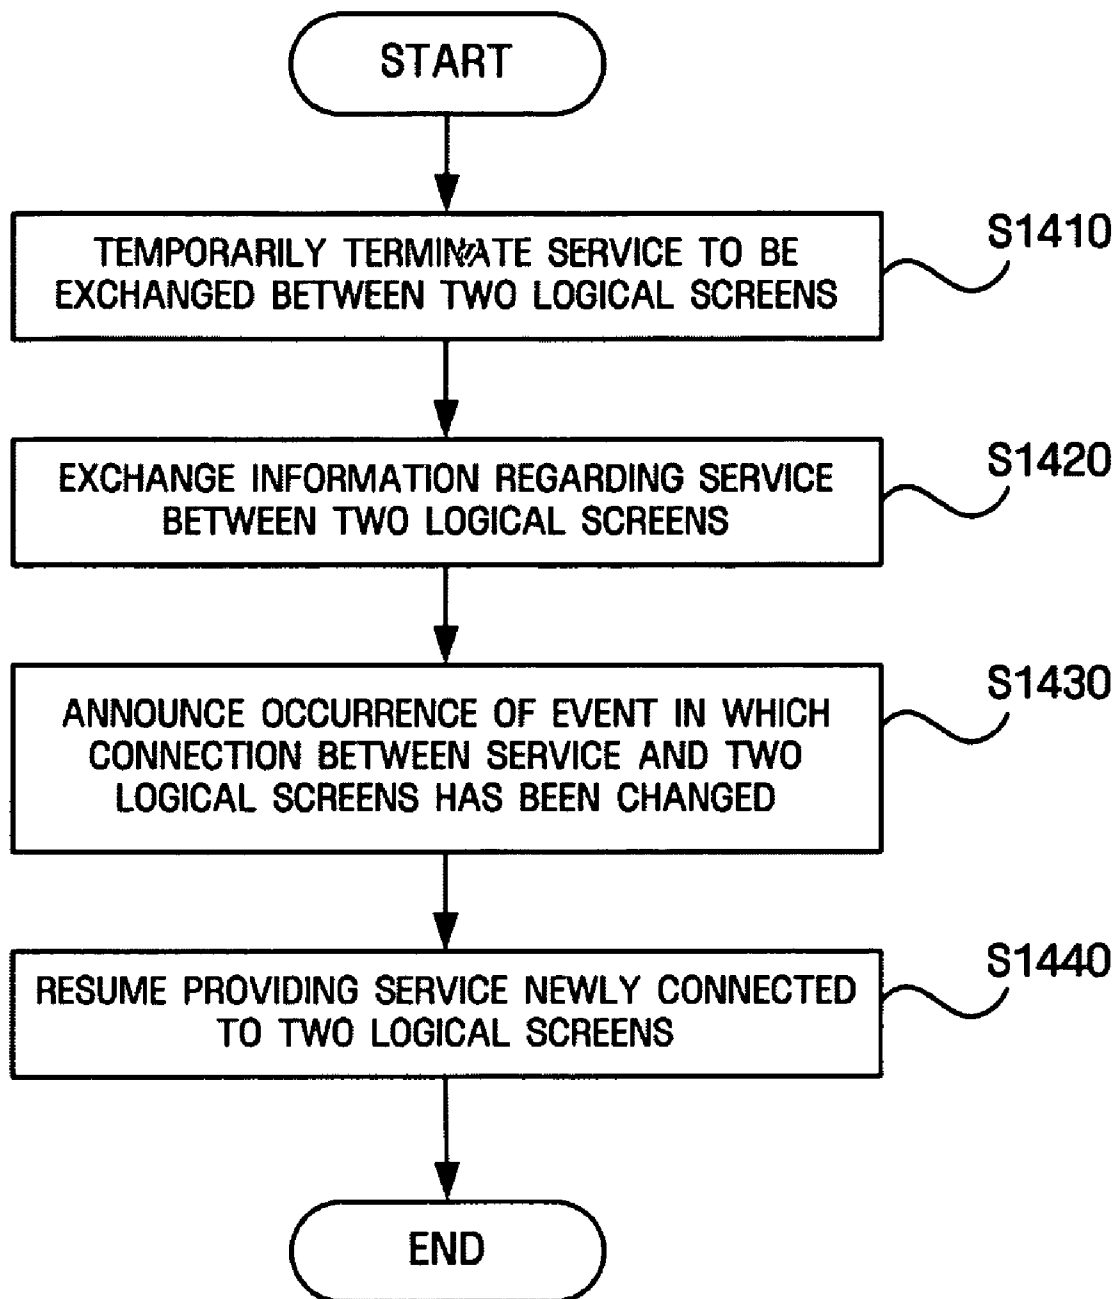 START
TEMPORARILY TERMINATE SERVICE TO BE
EXCHANGED BETWEEN TWO LOGICAL SCREENS
S1410
EXCHANGE INFORMATION REGARDING SERVICE
BETWEEN TWO LOGICAL SCREENS
S1420
ANNOUNCE OCCURRENCE OF EVENT IN WHICH
CONNECTION BETWEEN SERVICE AND TWO
LOGICAL SCREENS HAS BEEN CHANGED
S1430
RESUME PROVIDING SERVICE NEWLY CONNECTED
TO TWO LOGICAL SCREENS
S1440
END